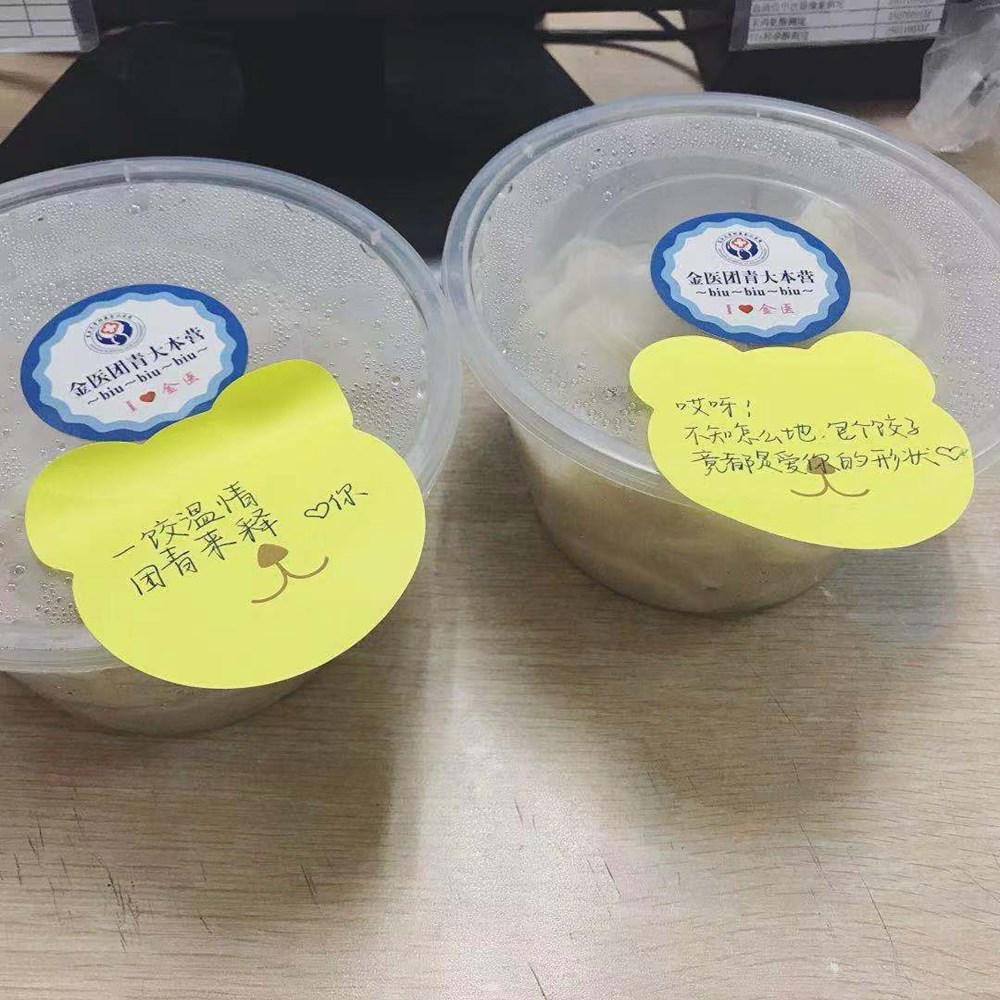 金医团青大本营
~biu~biu~biu~
I❤金医
一饺温情
团青来释 ♡你
金医团青大本营
~biu~biu~biu~
I❤金医
哎呀!
不知怎么地,包个饺子
竟都是爱你的形状♡